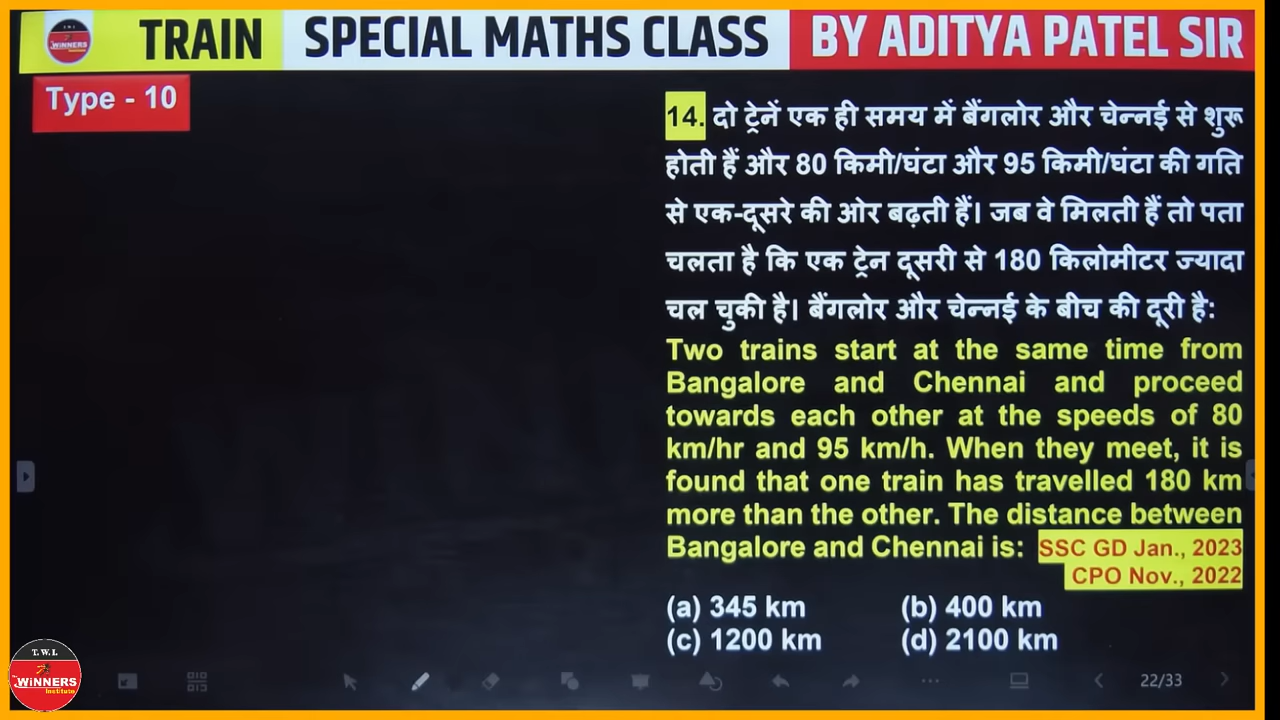 WiNNERS
TRAIN SPECIAL MATHS CLASS BY ADITYA PATEL SIR
Type - 10
14. दो ट्रेनें एक ही समय में बैंगलोर और चेन्नई से शुरू
होती हैं और 80 किमी/घंटा और 95 किमी/घंटा की गति
से एक-दूसरे की ओर बढ़ती हैं। जब वे मिलती हैं तो पता
चलता है कि एक ट्रेन दूसरी से 180 किलोमीटर ज्यादा
चल चुकी है। बैंगलोर और चेन्नई के बीच की दूरी है:
Two trains start at the same time from
Bangalore and Chennai and proceed
towards each other at the speeds of 80
km/hr and 95 km/h. When they meet, it is
found that one train has travelled 180 km
more than the other. The distance between
Bangalore and Chennai is: SSC GD Jan., 2023
CPO Nov., 2022
(a) 345 km (b) 400 km
(c) 1200 km (d) 2100 km
T.W.I.
The
WiNNERS
Institute
22/33